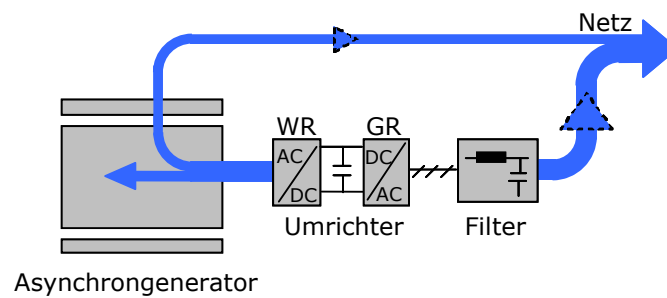 Netz
WR
GR
AC
DC
DC
AC
Umrichter
Filter
Asynchrongenerator